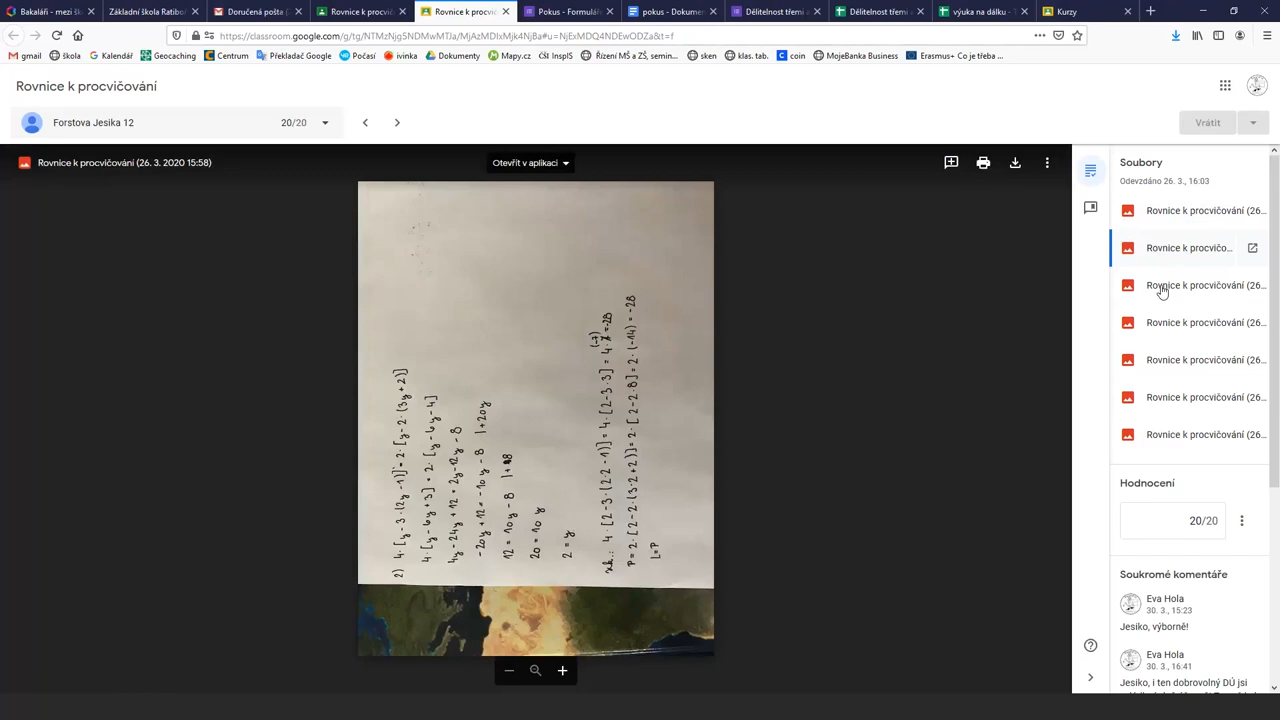 Bakaláři - mezi šk
Základní škola Ratibo
Doručená pošta (
Rovnice k procvi
Rovnice k procvi
Pokus - Formulář
pokus - Dokumen
Dělitelnost třemi a
Dělitelnost třemi a
výuka na dálku - T
Kurzy
https://classroom.google.com/g/tg/NTMzNjg5NDMwMTJa/MjAzMDIxMjk4NjBa#u=NjExMDQ4NDEwODZa&t=f
gmail škola Kalendář Geocaching Centrum Překladač Google Počasí ivinka Dokumenty Mapy.cz InspIS Řízení MŠ a ZŠ, semin... sken klas. tab. coin MojeBanka Business Erasmus+ Co je třeba ...
Rovnice k procvičování
Forstova Jesika 12 20/20
Vrátit
Rovnice k procvičování (26. 3. 2020 15:58)
Otevřít v aplikaci
2) 4·[y-3·(2y-1)] = 2·[y-2·(3y+2)]
4·[y-6y+3] = 2·[y-6y-4]
4y-24y+12 = 2y-12y-8
-20y+12 = -10y-8 |+20y
12 = 10y-8 |+8
20 = 10y
2 = y
zk.: 4·[2-3·(2·2-1)] = 4·[2-3·3] = 4·(-7) = -28
P = 2·[2-2·(3·2+2)] = 2·[2-2·8] = 2·(-14) = -28
L=P
Soubory
Odevzdáno 26. 3., 16:03
Rovnice k procvičování (26...
Rovnice k procvičo...
Rovnice k procvičování (26...
Rovnice k procvičování (26...
Rovnice k procvičování (26...
Rovnice k procvičování (26...
Rovnice k procvičování (26...
Hodnocení
20/20
Soukromé komentáře
Eva Hola
30. 3., 15:23
Jesiko, výborně!
Eva Hola
30. 3., 16:41
Jesiko, i ten dobrovolný DÚ jsi